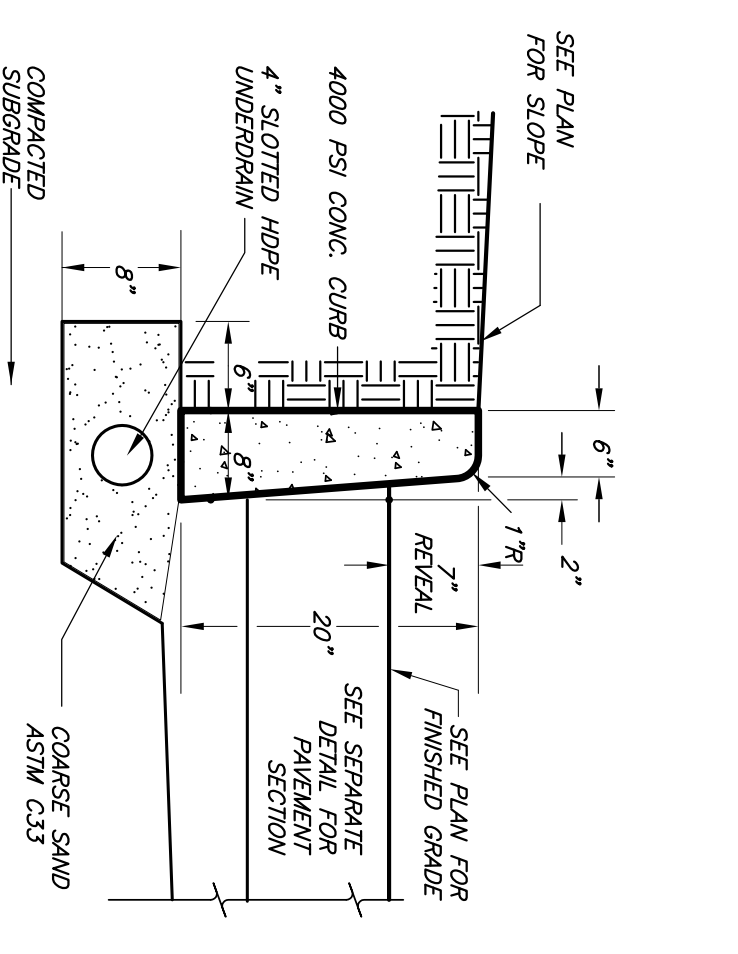 SEE PLAN
FOR SLOPE
6"
2"
1"R
7"
REVEAL
SEE PLAN FOR
FINISHED GRADE
4000 PSI CONC. CURB
20"
SEE SEPARATE
DETAIL FOR
PAVEMENT
SECTION
4" SLOTTED HDPE
UNDERDRAIN
6"
8"
8"
COARSE SAND
ASTM C33
COMPACTED
SUBGRADE